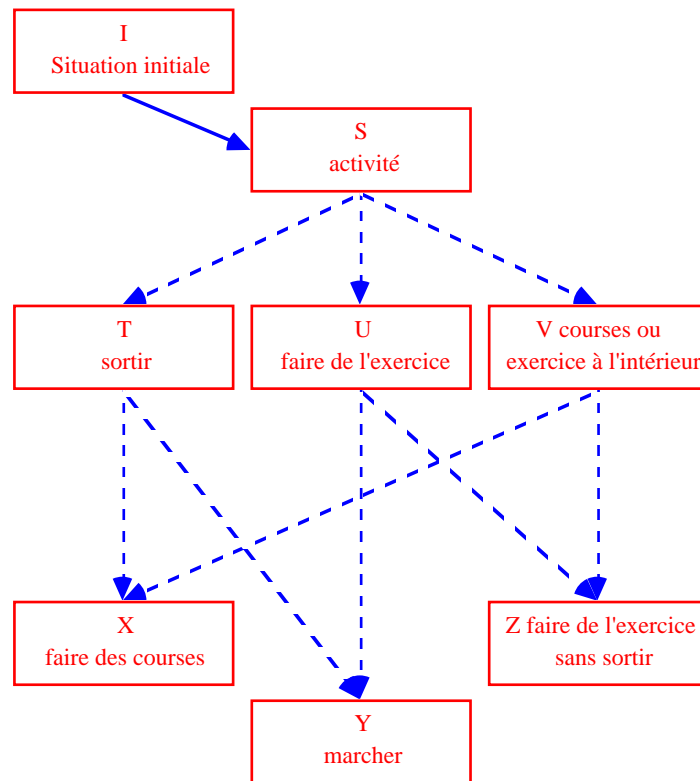 I
Situation initiale
S
activité
T
sortir
U
faire de l'exercice
V courses ou
exercice à l'intérieur
X
faire des courses
Z faire de l'exercice
sans sortir
Y
marcher